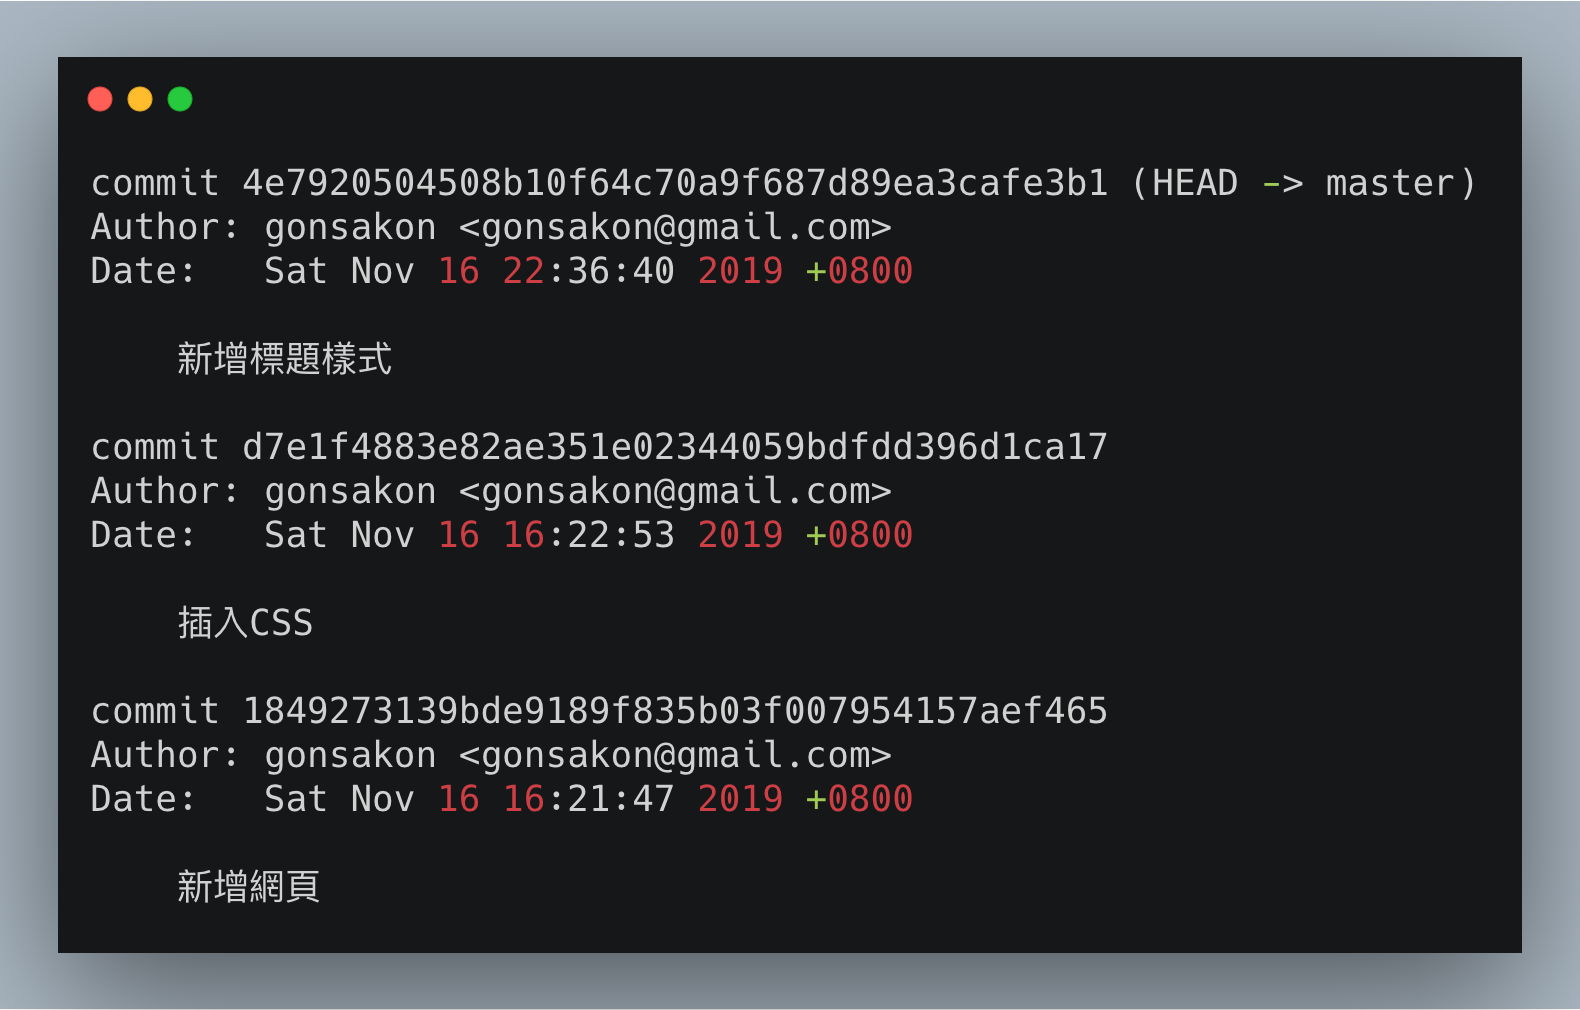 commit 4e7920504508b10f64c70a9f687d89ea3cafe3b1 (HEAD -> master)
Author: gonsakon <gonsakon@gmail.com>
Date:   Sat Nov 16 22:36:40 2019 +0800
新增標題樣式
commit d7e1f4883e82ae351e02344059bdfdd396d1ca17
Author: gonsakon <gonsakon@gmail.com>
Date:   Sat Nov 16 16:22:53 2019 +0800
插入CSS
commit 1849273139bde9189f835b03f007954157aef465
Author: gonsakon <gonsakon@gmail.com>
Date:   Sat Nov 16 16:21:47 2019 +0800
新增網頁